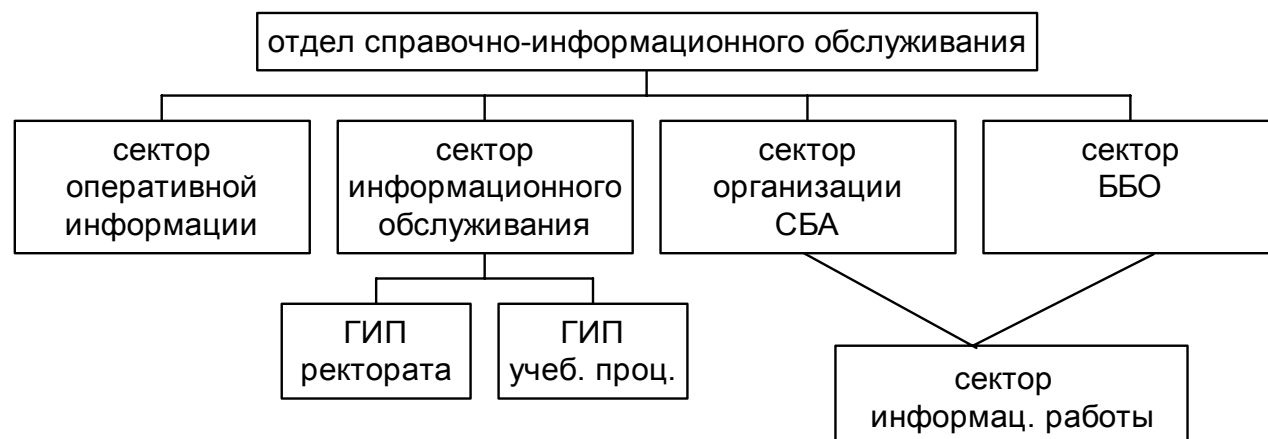 отдел справочно-информационного обслуживания
сектор
оперативной
информации
сектор
информационного
обслуживания
сектор
организации
СБА
сектор
ББО
ГИП
ректората
ГИП
учеб. проц.
сектор
информац. работы